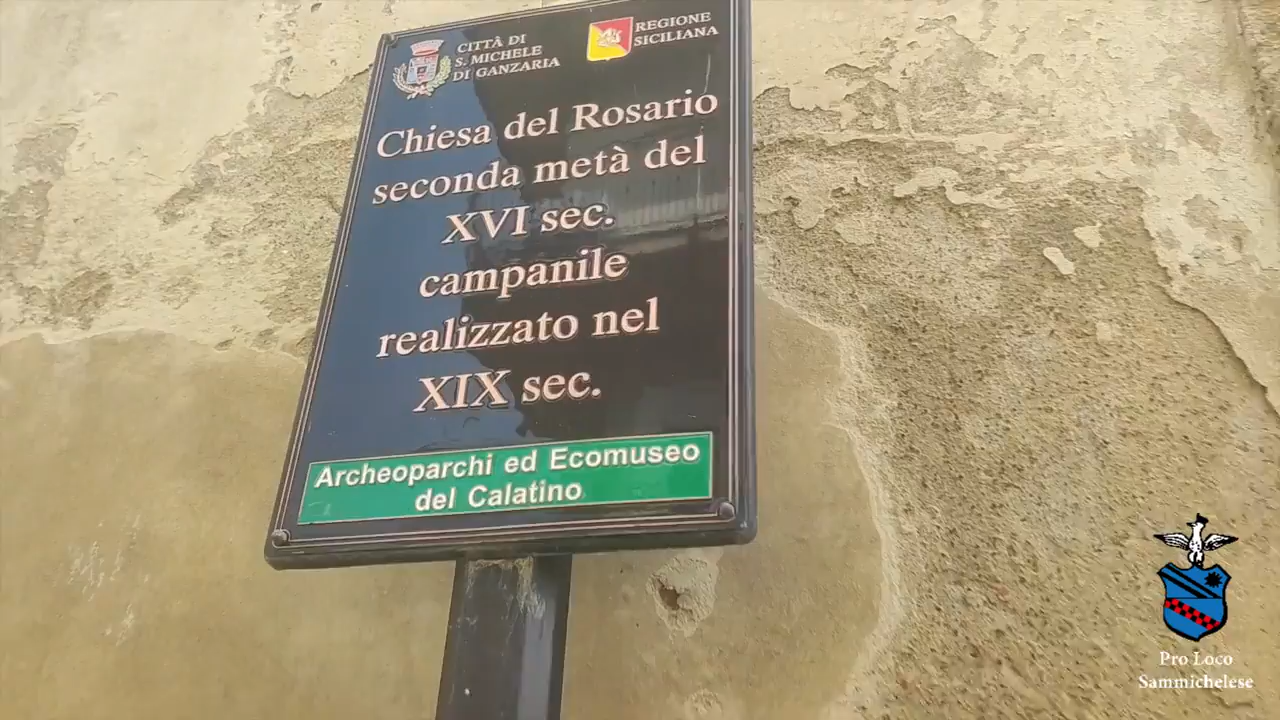 CITTÀ DI
S. MICHELE
DI GANZARIA
REGIONE
SICILIANA
Chiesa del Rosario
seconda metà del
XVI sec.
campanile
realizzato nel
XIX sec.
Archeoparchi ed Ecomuseo
del Calatino
Pro Loco
Sammichelese